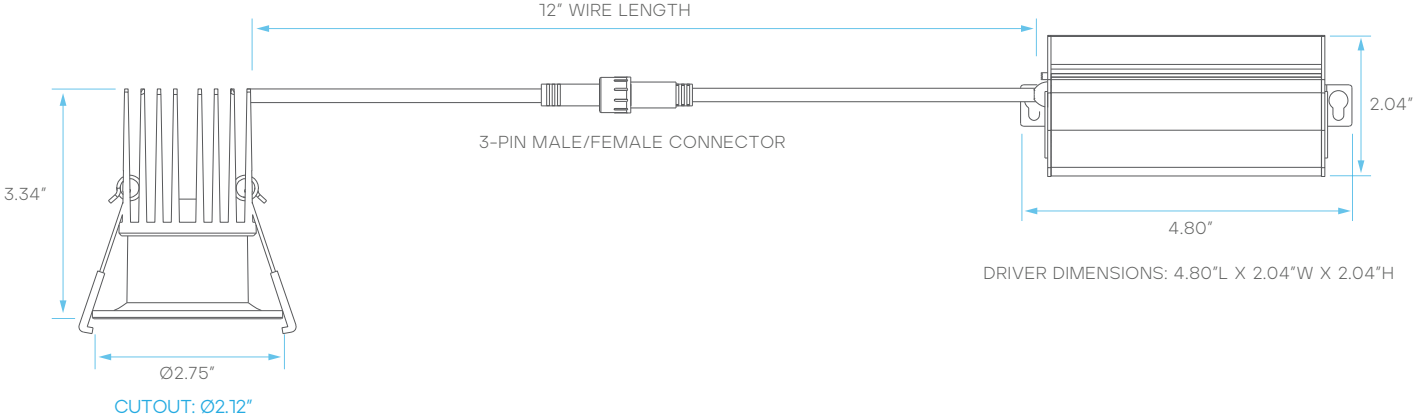 12” WIRE LENGTH
2.04”
3-PIN MALE/FEMALE CONNECTOR
3.34”
4.80”
DRIVER DIMENSIONS: 4.80”L X 2.04”W X 2.04”H
Ø2.75”
CUTOUT: Ø2.12”